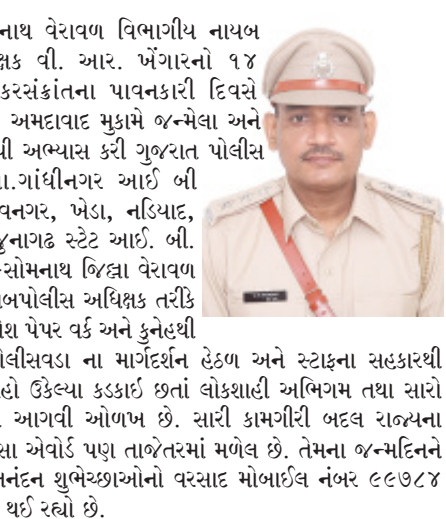 નાથ વેરાવળ વિભાગીય નાયબ
ક્ષક વી. આર. ખેંગારનો ૧૪
કરસંક્રાંતના પાવનકારી દિવસે
અમદાવાદ મુકામે જન્મેલા અને
થી અભ્યાસ કરી ગુજરાત પોલીસ
ા.ગાંધીનગર આઈ બી
વનગર, ખેડા, નડિયાદ,
જુનાગઢ સ્ટેટ આઈ. બી.
-સોમનાથ જિલ્લા વેરાવળ
બપોલીસ અધિક્ષક તરીકે
ોશ પેપર વર્ક અને કુનેહથી
ોલીસવડા ના માર્ગદર્શન હેઠળ અને સ્ટાફના સહકારથી
હો ઉકેલ્યા કડકાઇ છતાં લોકશાહી અભિગમ તથા સારો
આગવી ઓળખ છે. સારી કામગીરી બદલ રાજ્યના
સા એવોર્ડ પણ તાજેતરમાં મળેલ છે. તેમના જન્મદિનને
નંદન શુભેચ્છાઓનો વરસાદ મોબાઈલ નંબર ૯૯૭૮૪
થઈ રહ્યો છે.